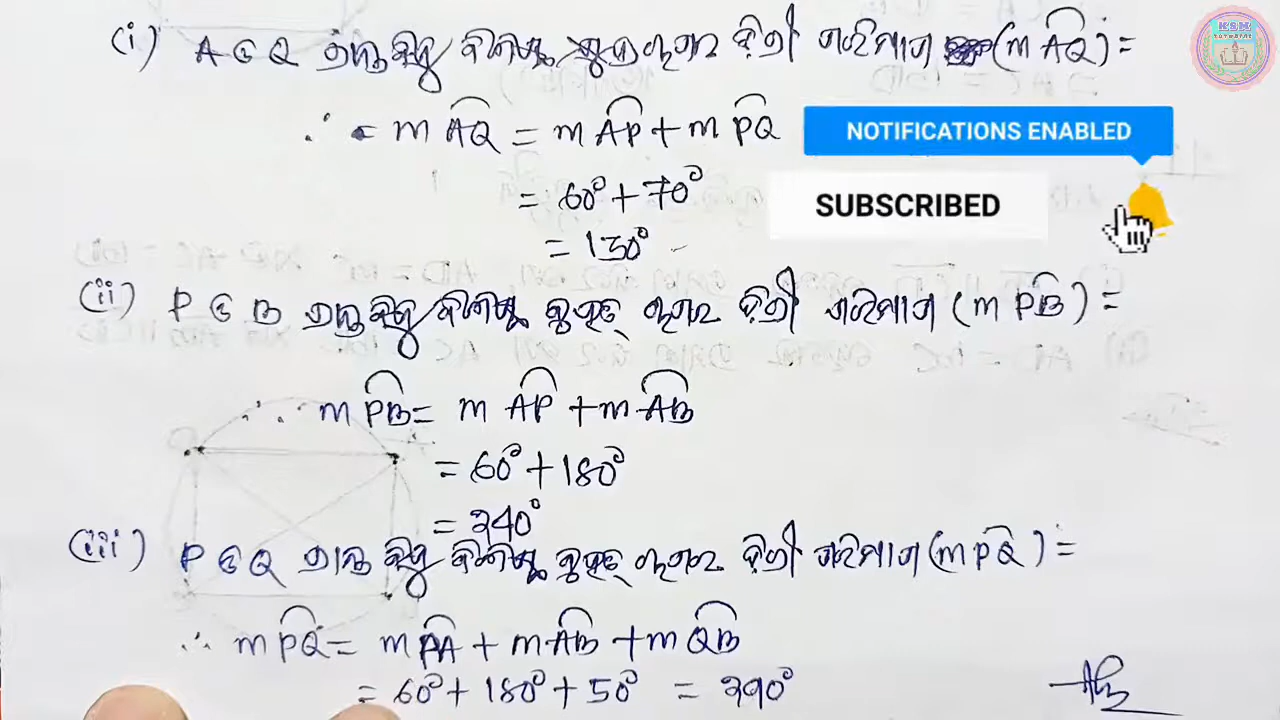 (i) A ଓ Q ପ୍ରାନ୍ତବିନ୍ଦୁ ବିଶିଷ୍ଟ ଚାପର ଡିଗ୍ରୀ ପରିମାପ (m AQ) =
∴ m AQ = m AP + m PQ
NOTIFICATIONS ENABLED
= 60° + 70°
SUBSCRIBED
= 130°
(ii) P ଓ B ପ୍ରାନ୍ତବିନ୍ଦୁ ବିଶିଷ୍ଟ ବୃହତ୍ ଚାପର ଡିଗ୍ରୀ ପରିମାପ (m PB) =
∴ m PB = m AP + m AB
= 60° + 180°
= 240°
(iii) P ଓ Q ପ୍ରାନ୍ତ ବିନ୍ଦୁ ବିଶିଷ୍ଟ ବୃହତ୍ ଚାପର ଡିଗ୍ରୀ ପରିମାପ (m PQ) =
∴ m PQ = m PA + m AB + m QB
= 60° + 180° + 50° = 290°